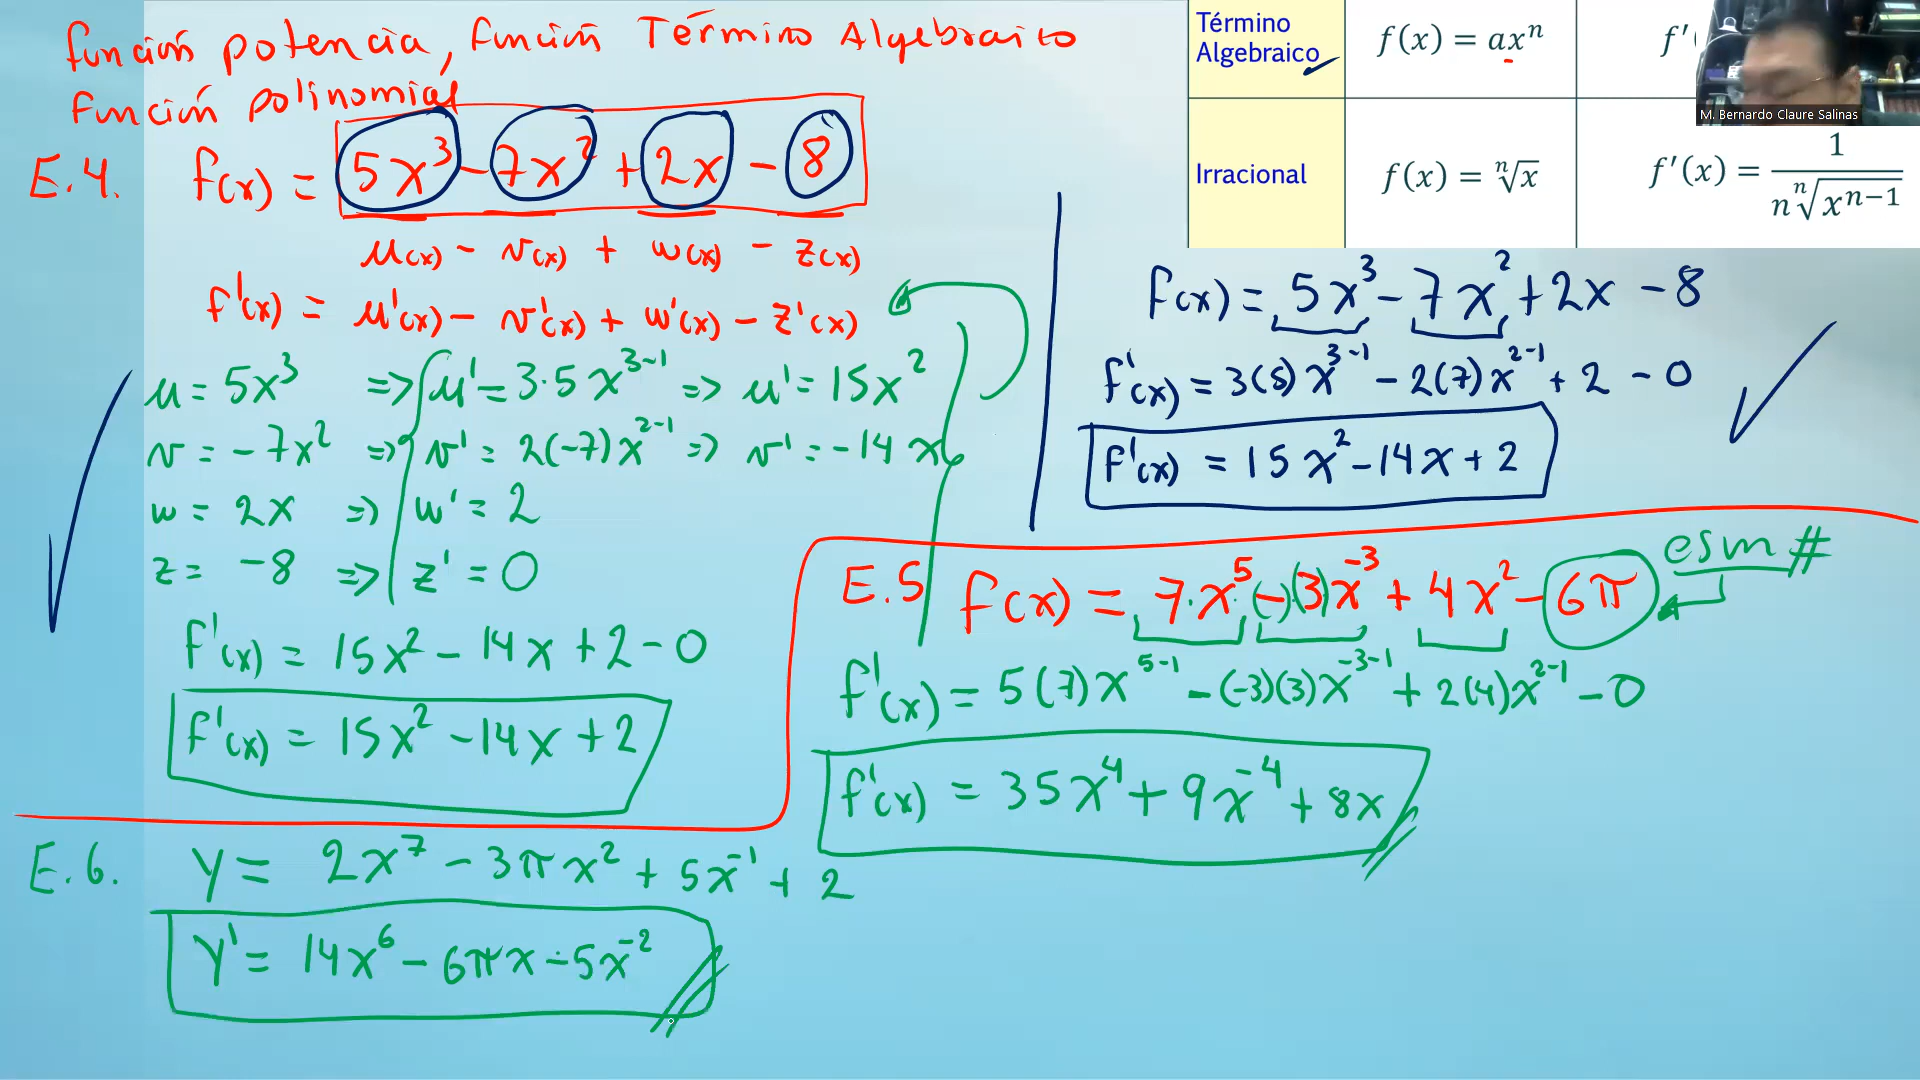 función potencia, función Término Algebraico
Función polinomial
E.4. f(x) = 5x³ - 7x² + 2x - 8
u(x) - v(x) + w(x) - z(x)
f'(x) = u'(x) - v'(x) + w'(x) - z'(x)
u = 5x³ => u' = 3·5x³⁻¹ => u' = 15x²
v = -7x² => v' = 2(-7)x²⁻¹ => v' = -14x
w = 2x => w' = 2
z = -8 => z' = 0
f'(x) = 15x² - 14x + 2 - 0
f'(x) = 15x² - 14x + 2
Término Algebraico f(x) = axⁿ f'(
M. Bernardo Claure Salinas
Irracional f(x) = ⁿ√x f'(x) = 1 / (n ⁿ√(xⁿ⁻¹))
f(x) = 5x³ - 7x² + 2x - 8
f'(x) = 3(5)x³⁻¹ - 2(7)x²⁻¹ + 2 - 0
f'(x) = 15x² - 14x + 2
esm #
E.5 f(x) = 7·x⁵·(-)·(3)x⁻³ + 4x² - 6π
f'(x) = 5(7)x⁵⁻¹ - (-3)(3)x⁻³⁻¹ + 2(4)x²⁻¹ - 0
f'(x) = 35x⁴ + 9x⁻⁴ + 8x
E.6. y = 2x⁷ - 3πx² + 5x⁻¹ + 2
y' = 14x⁶ - 6πx - 5x⁻²